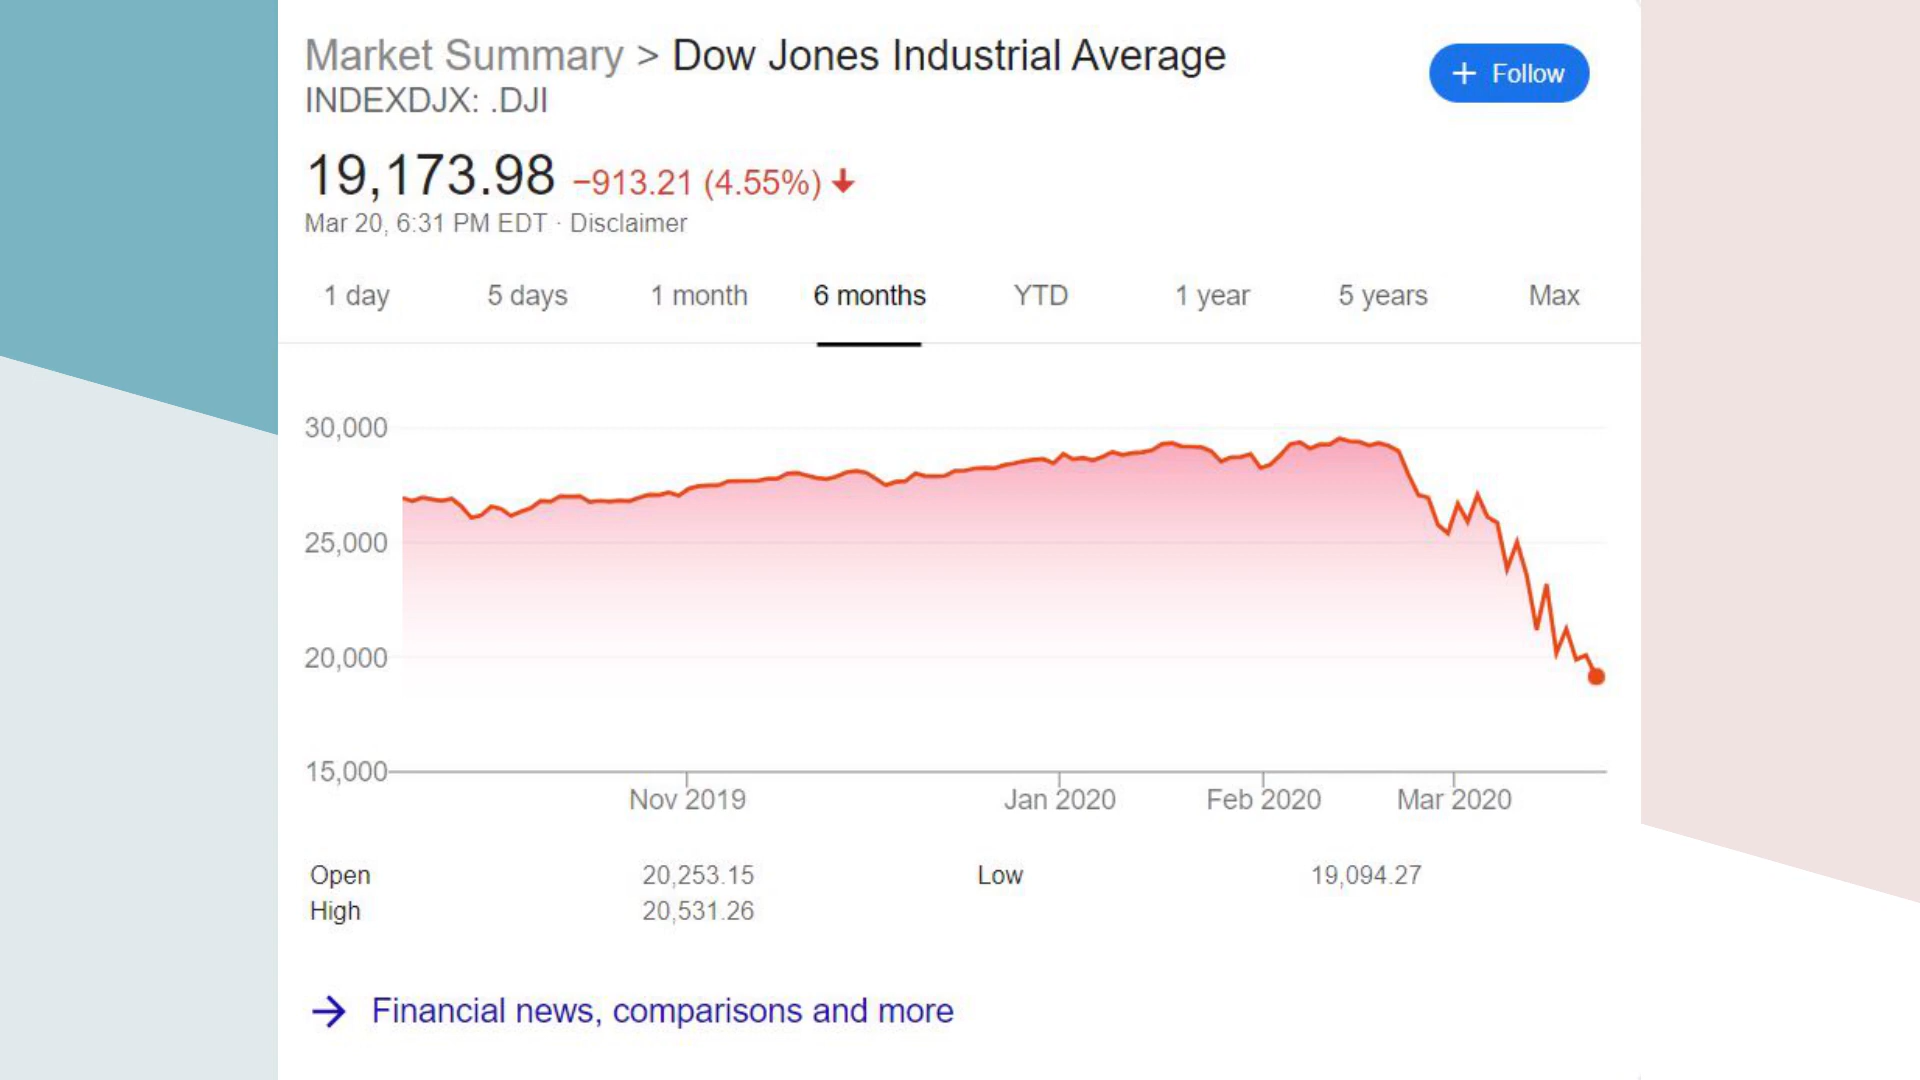 Market Summary > Dow Jones Industrial Average
INDEXDJX: .DJI
+ Follow
19,173.98 −913.21 (4.55%)
Mar 20, 6:31 PM EDT · Disclaimer
1 day 5 days 1 month 6 months YTD 1 year 5 years Max
30,000
25,000
20,000
15,000
Nov 2019 Jan 2020 Feb 2020 Mar 2020
Open 20,253.15 Low 19,094.27
High 20,531.26
Financial news, comparisons and more